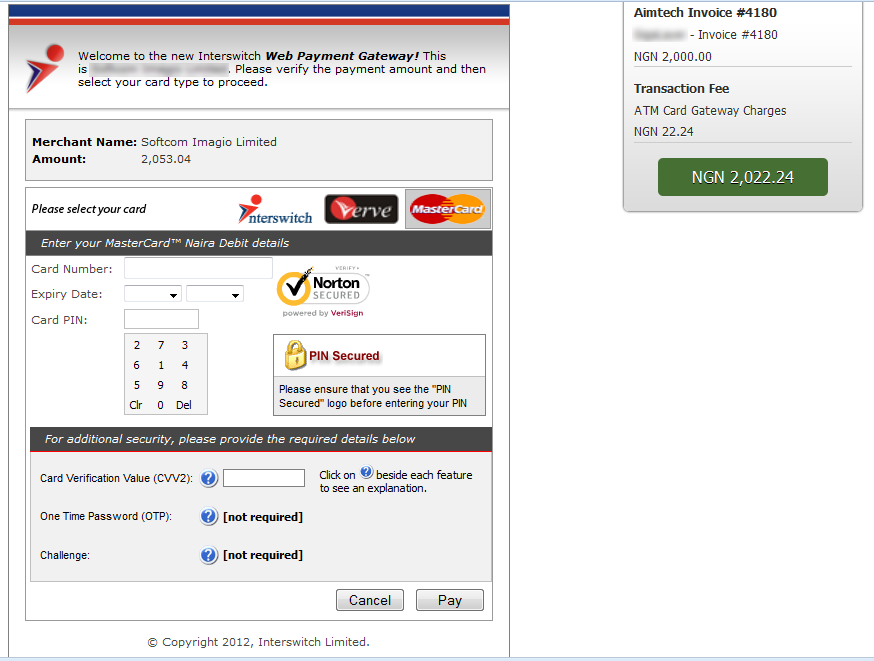 Welcome to the new Interswitch Web Payment Gateway! This
is . Please verify the payment amount and then
select your card type to proceed.
Merchant Name: Softcom Imagio Limited
Amount: 2,053.04
Please select your card
nterswitch
Verve
MasterCard
Enter your MasterCard™ Naira Debit details
Card Number:
Expiry Date:
Card PIN:
VERIFY›
Norton
SECURED
powered by VeriSign
2 7 3
6 1 4
5 9 8
Clr 0 Del
PIN Secured
Please ensure that you see the "PIN
Secured" logo before entering your PIN
For additional security, please provide the required details below
Card Verification Value (CVV2): ?
Click on ? beside each feature
to see an explanation.
One Time Password (OTP): ? [not required]
Challenge: ? [not required]
Cancel
Pay
© Copyright 2012, Interswitch Limited.
Aimtech Invoice #4180
- Invoice #4180
NGN 2,000.00
Transaction Fee
ATM Card Gateway Charges
NGN 22.24
NGN 2,022.24